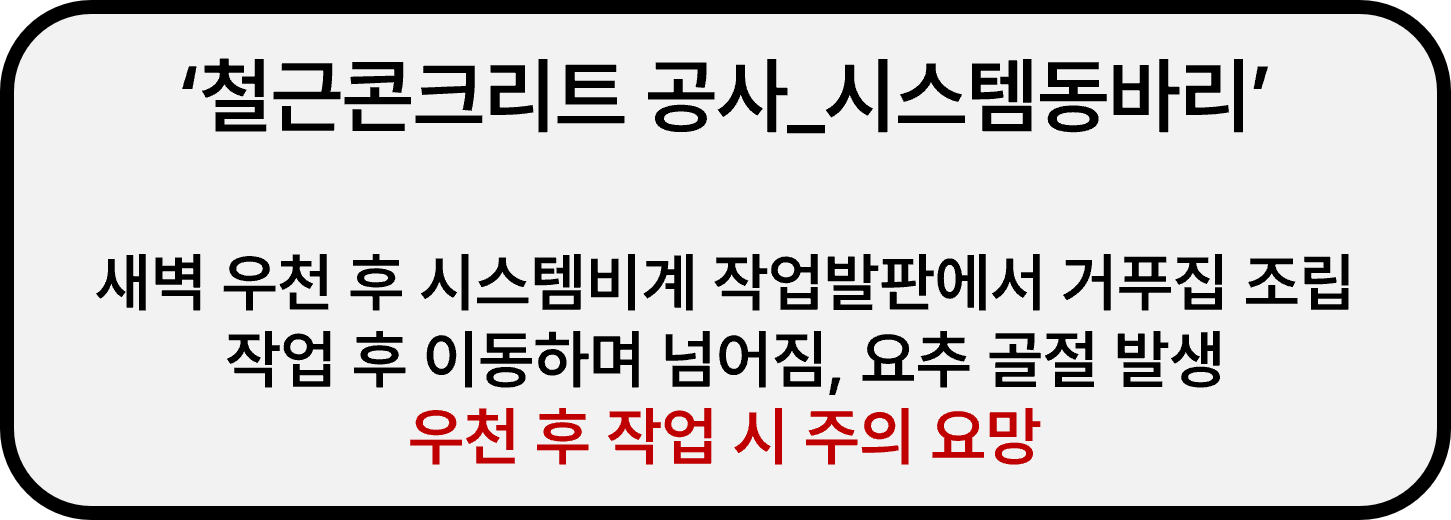 ‘철근콘크리트 공사_시스템동바리’
새벽 우천 후 시스템비계 작업발판에서 거푸집 조립
작업 후 이동하며 넘어짐, 요추 골절 발생
우천 후 작업 시 주의 요망